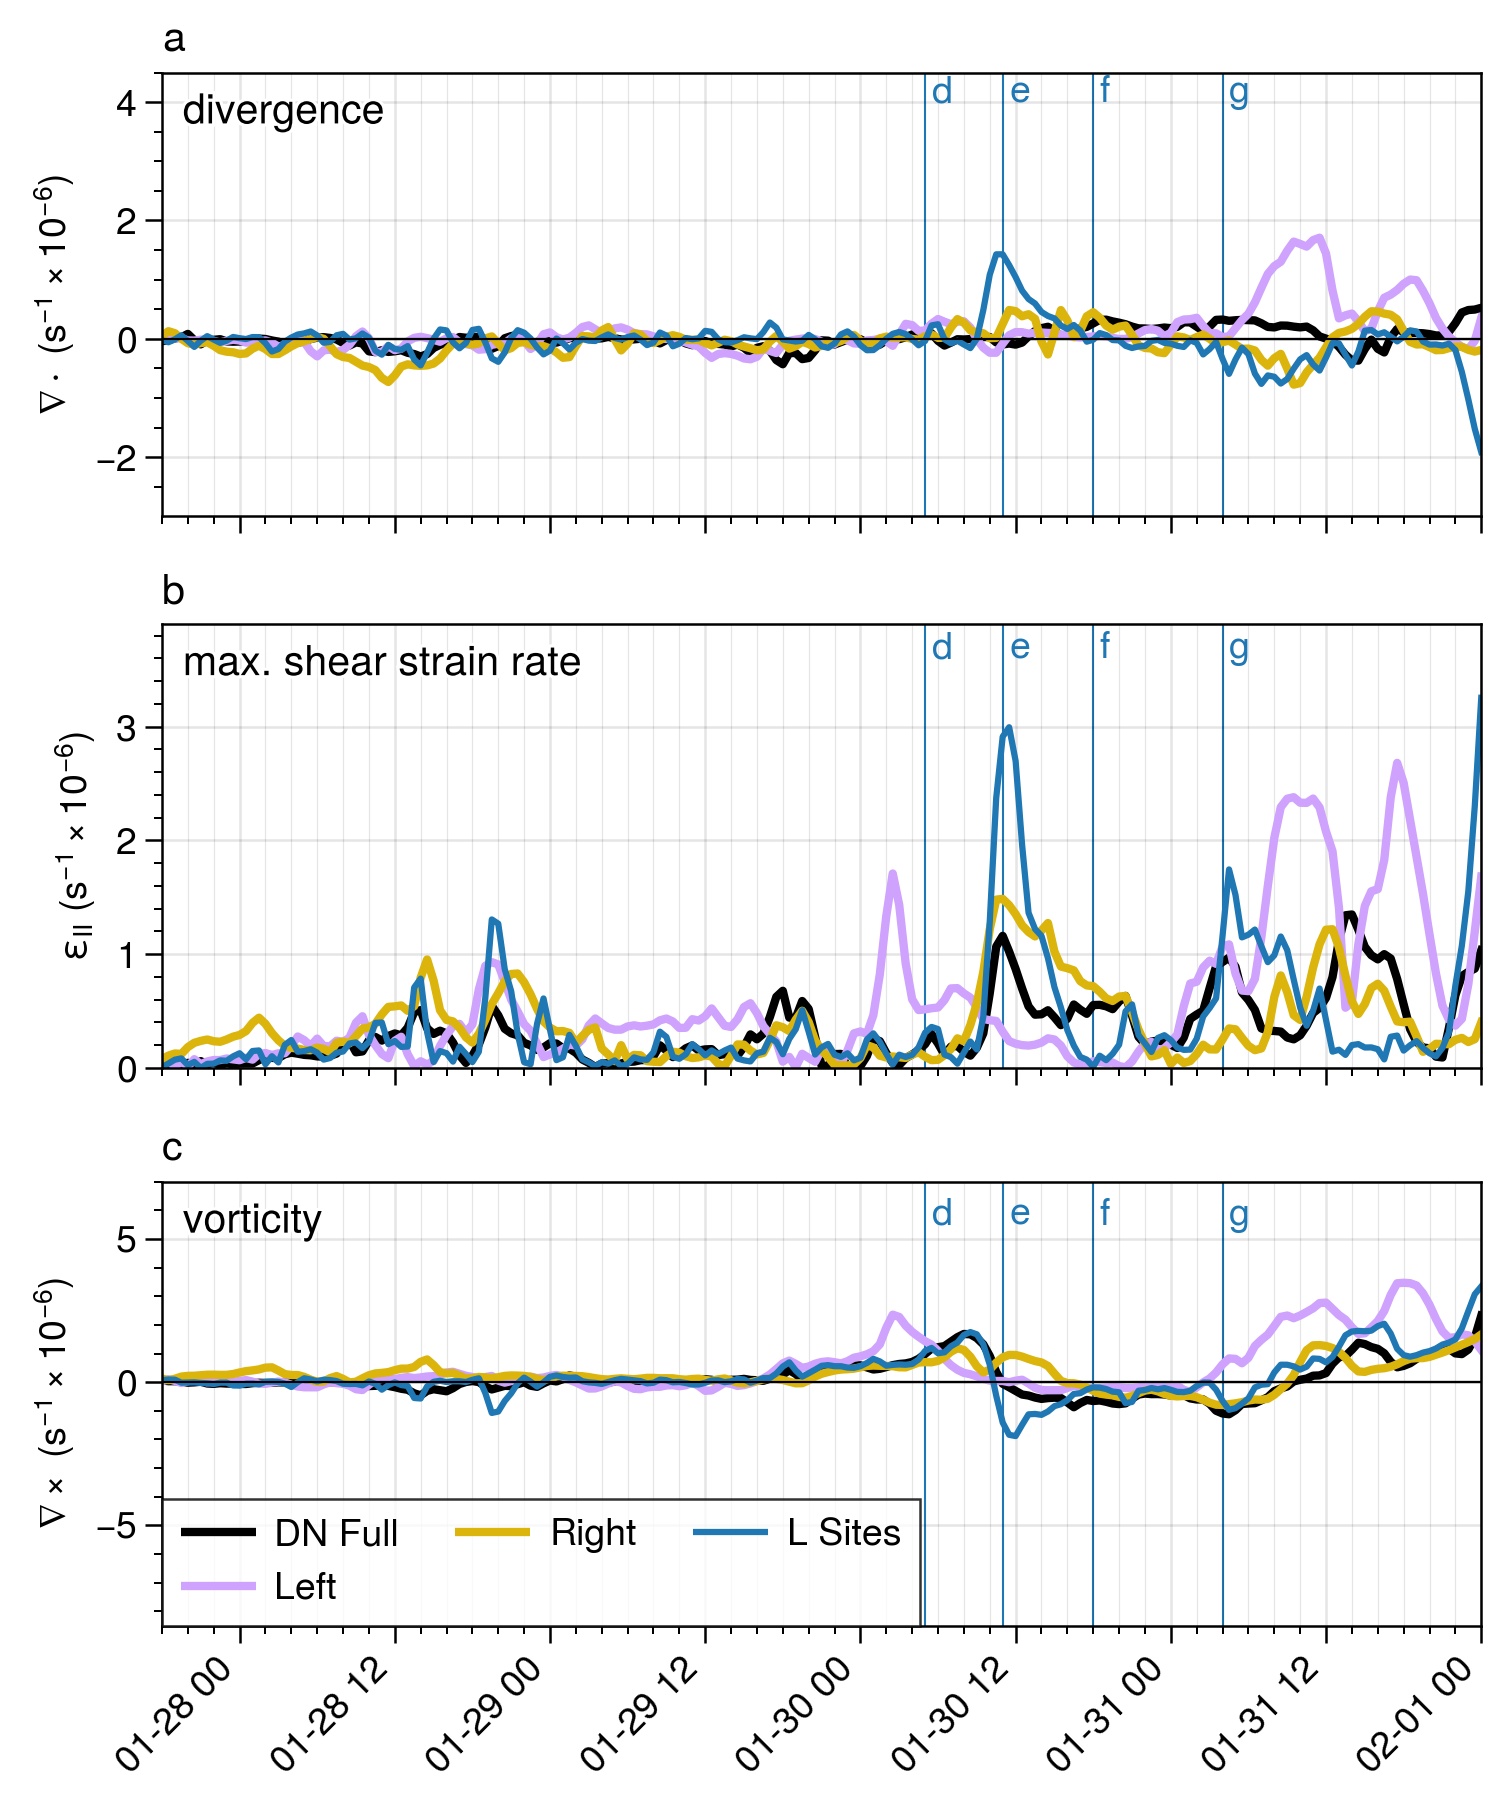 a
divergence
d e f g
4
2
0
−2
∇ · (s⁻¹ × 10⁻⁶)
b
max. shear strain rate
d e f g
3
2
1
0
εII (s⁻¹ × 10⁻⁶)
c
vorticity
d e f g
5
0
−5
∇ × (s⁻¹ × 10⁻⁶)
DN Full Right L Sites
Left
01-28 00 01-28 12 01-29 00 01-29 12 01-30 00 01-30 12 01-31 00 01-31 12 02-01 00